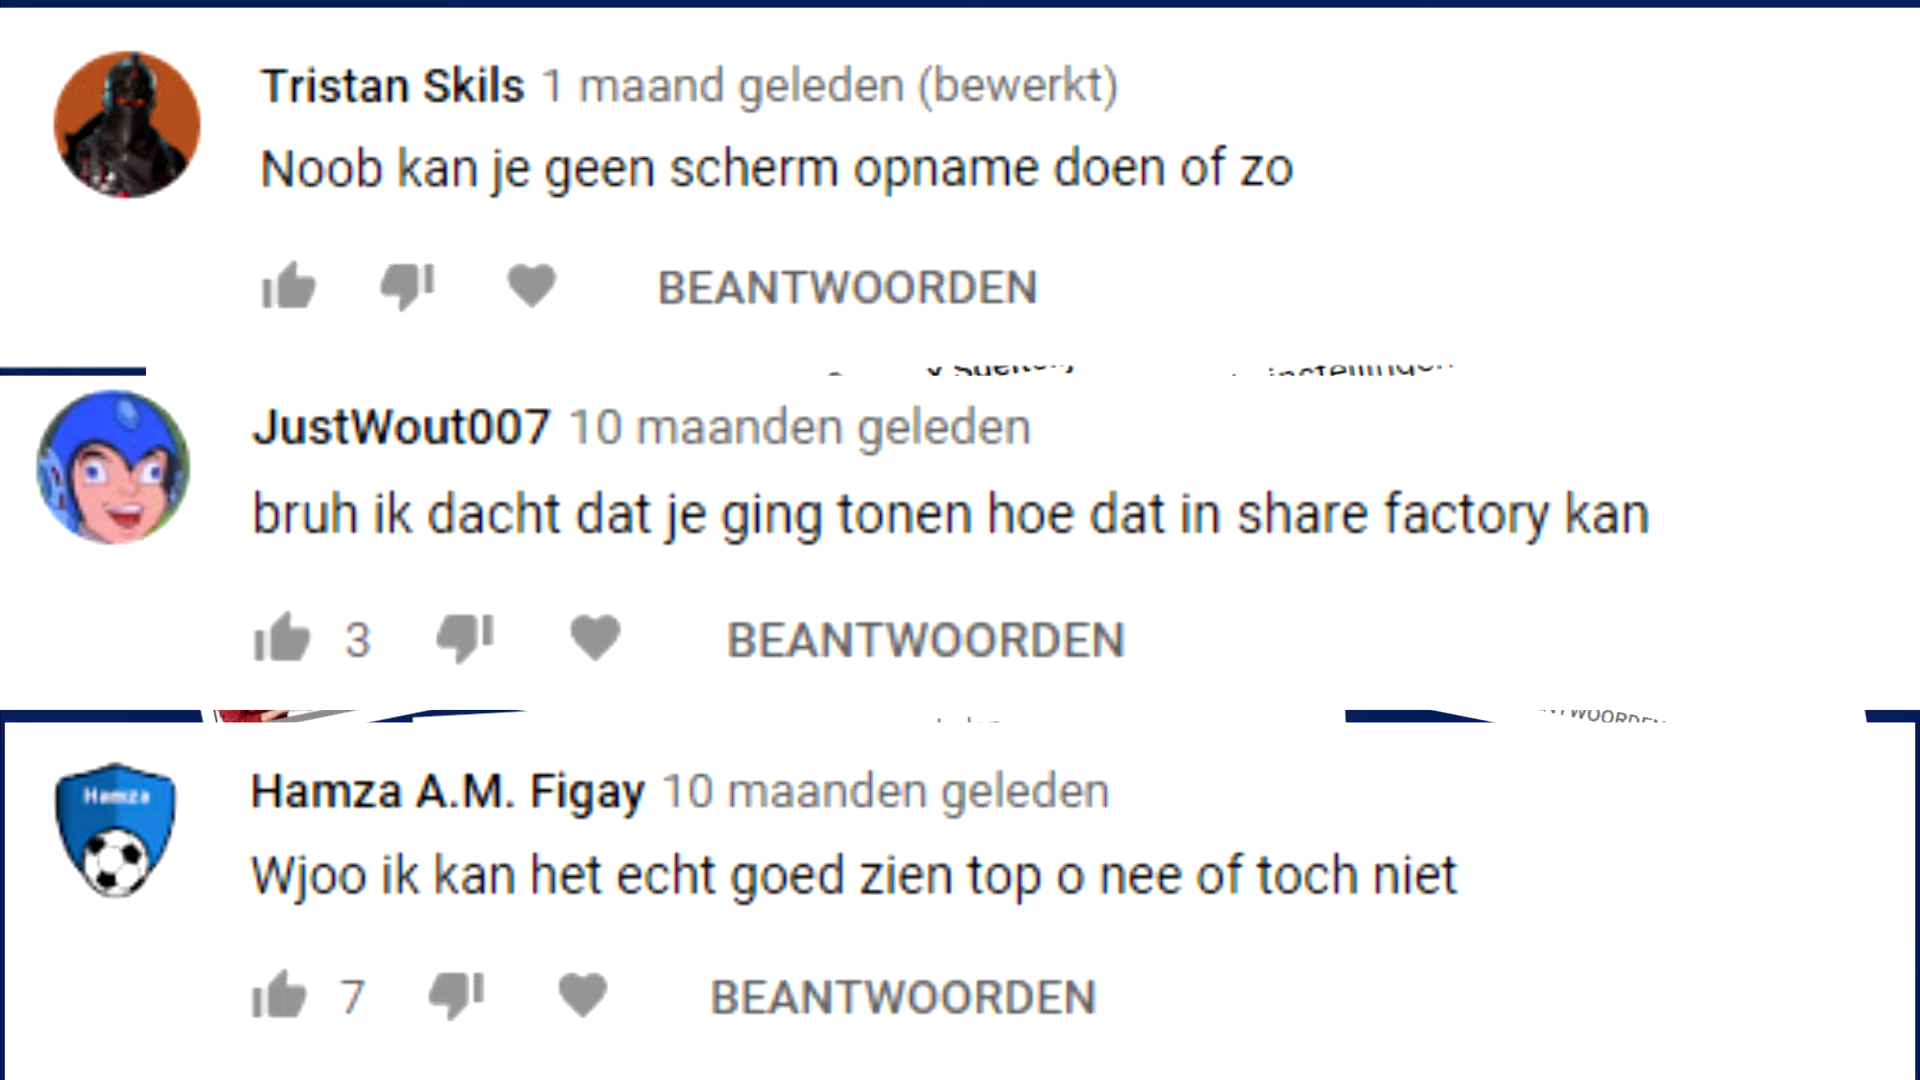 Tristan Skils 1 maand geleden (bewerkt)
Noob kan je geen scherm opname doen of zo
BEANTWOORDEN
JustWout007 10 maanden geleden
bruh ik dacht dat je ging tonen hoe dat in share factory kan
3 BEANTWOORDEN
Hamza
Hamza A.M. Figay 10 maanden geleden
Wjoo ik kan het echt goed zien top o nee of toch niet
7 BEANTWOORDEN